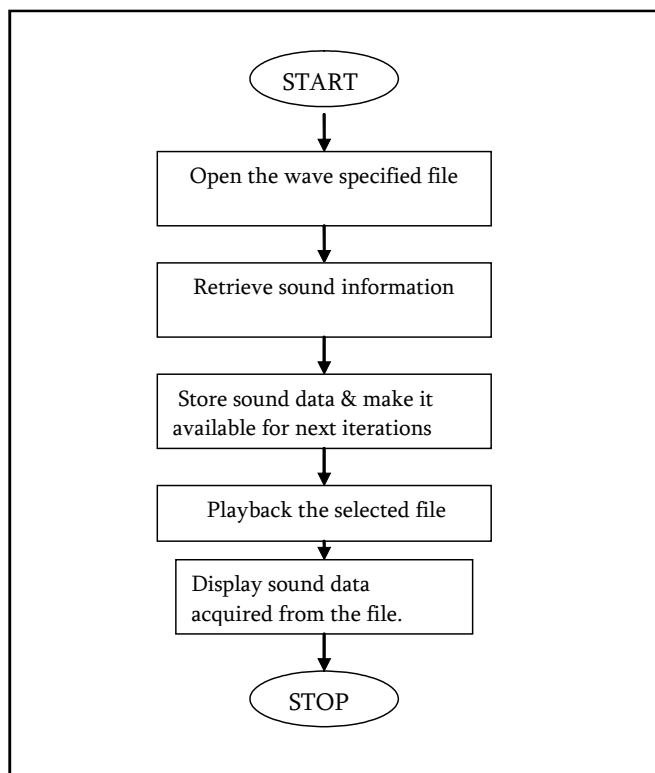 START
Open the wave specified file
Retrieve sound information
Store sound data & make it
available for next iterations
Playback the selected file
Display sound data
acquired from the file.
STOP